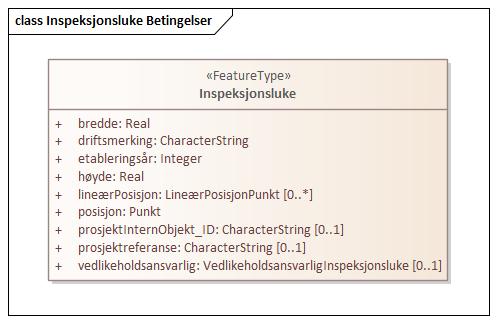 class Inspeksjonsluke Betingelser
«FeatureType»
Inspeksjonsluke
+ bredde: Real
+ driftsmerking: CharacterString
+ etableringsår: Integer
+ høyde: Real
+ lineærPosisjon: LineærPosisjonPunkt [0..*]
+ posisjon: Punkt
+ prosjektInternObjekt_ID: CharacterString [0..1]
+ prosjektreferanse: CharacterString [0..1]
+ vedlikeholdsansvarlig: VedlikeholdsansvarligInspeksjonsluke [0..1]